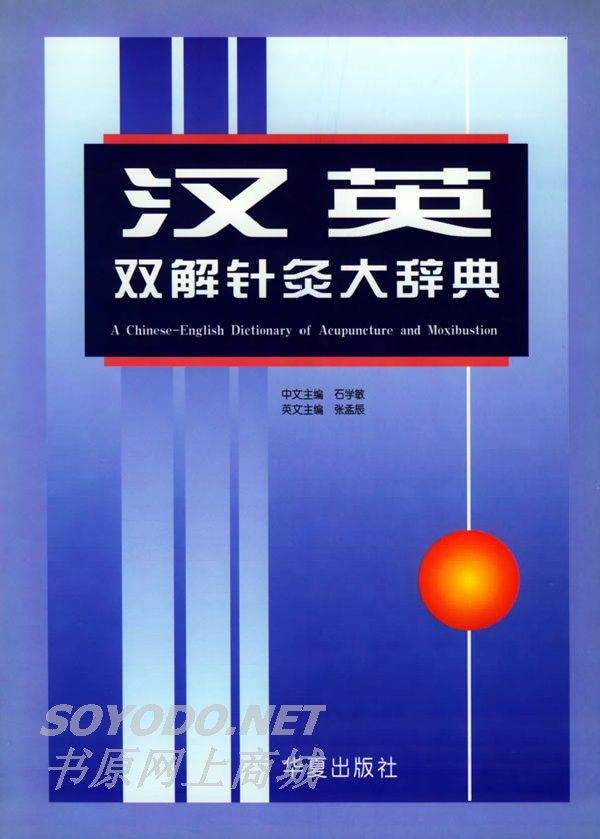 汉英
双解针灸大辞典
A Chinese-English Dictionary of Acupuncture and Moxibustion
中文主编 石学敏
英文主编 张孟辰
SOYODO.NET
书原网上商城
华夏出版社